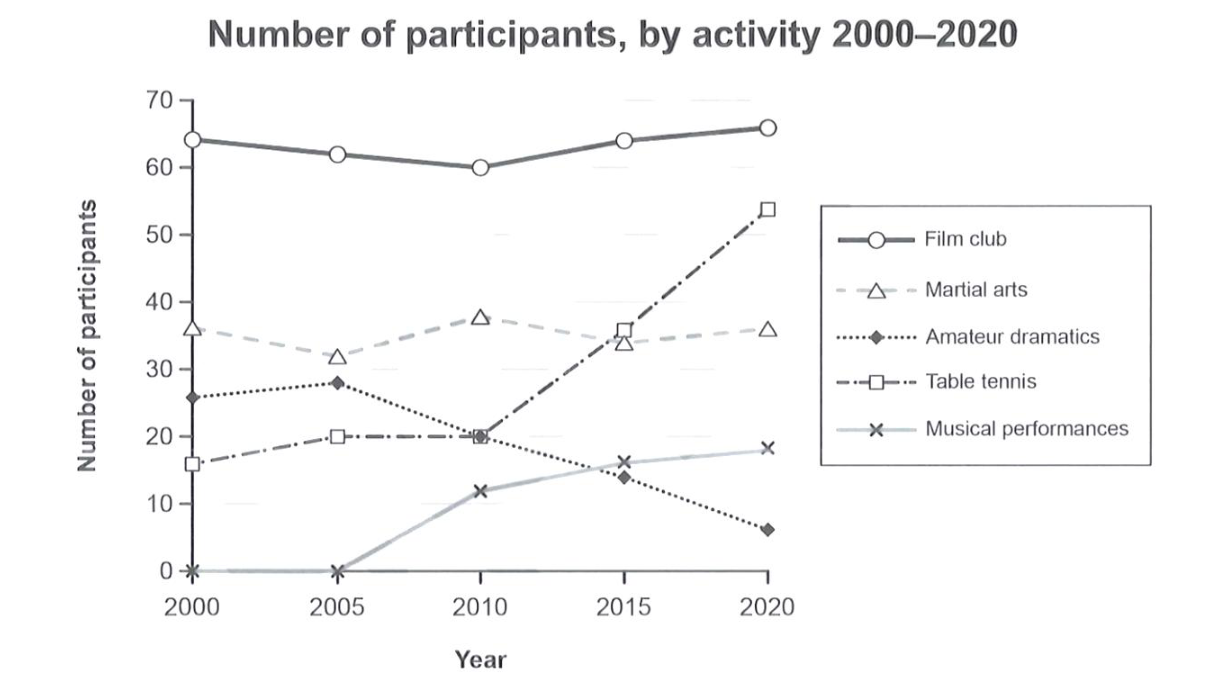 Number of participants, by activity 2000–2020
Number of participants
70
60
50
40
30
20
10
0
2000 2005 2010 2015 2020
Year
Film club
Martial arts
Amateur dramatics
Table tennis
Musical performances